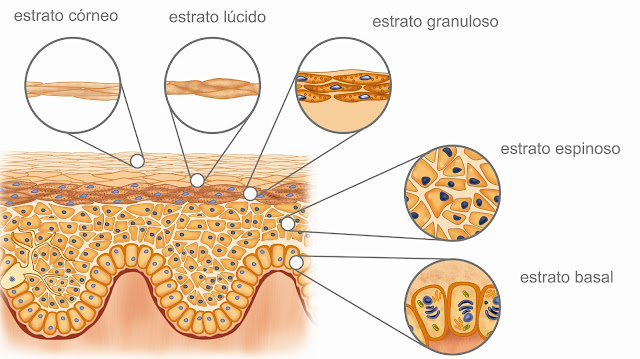 estrato córneo
estrato lúcido
estrato granuloso
estrato espinoso
estrato basal